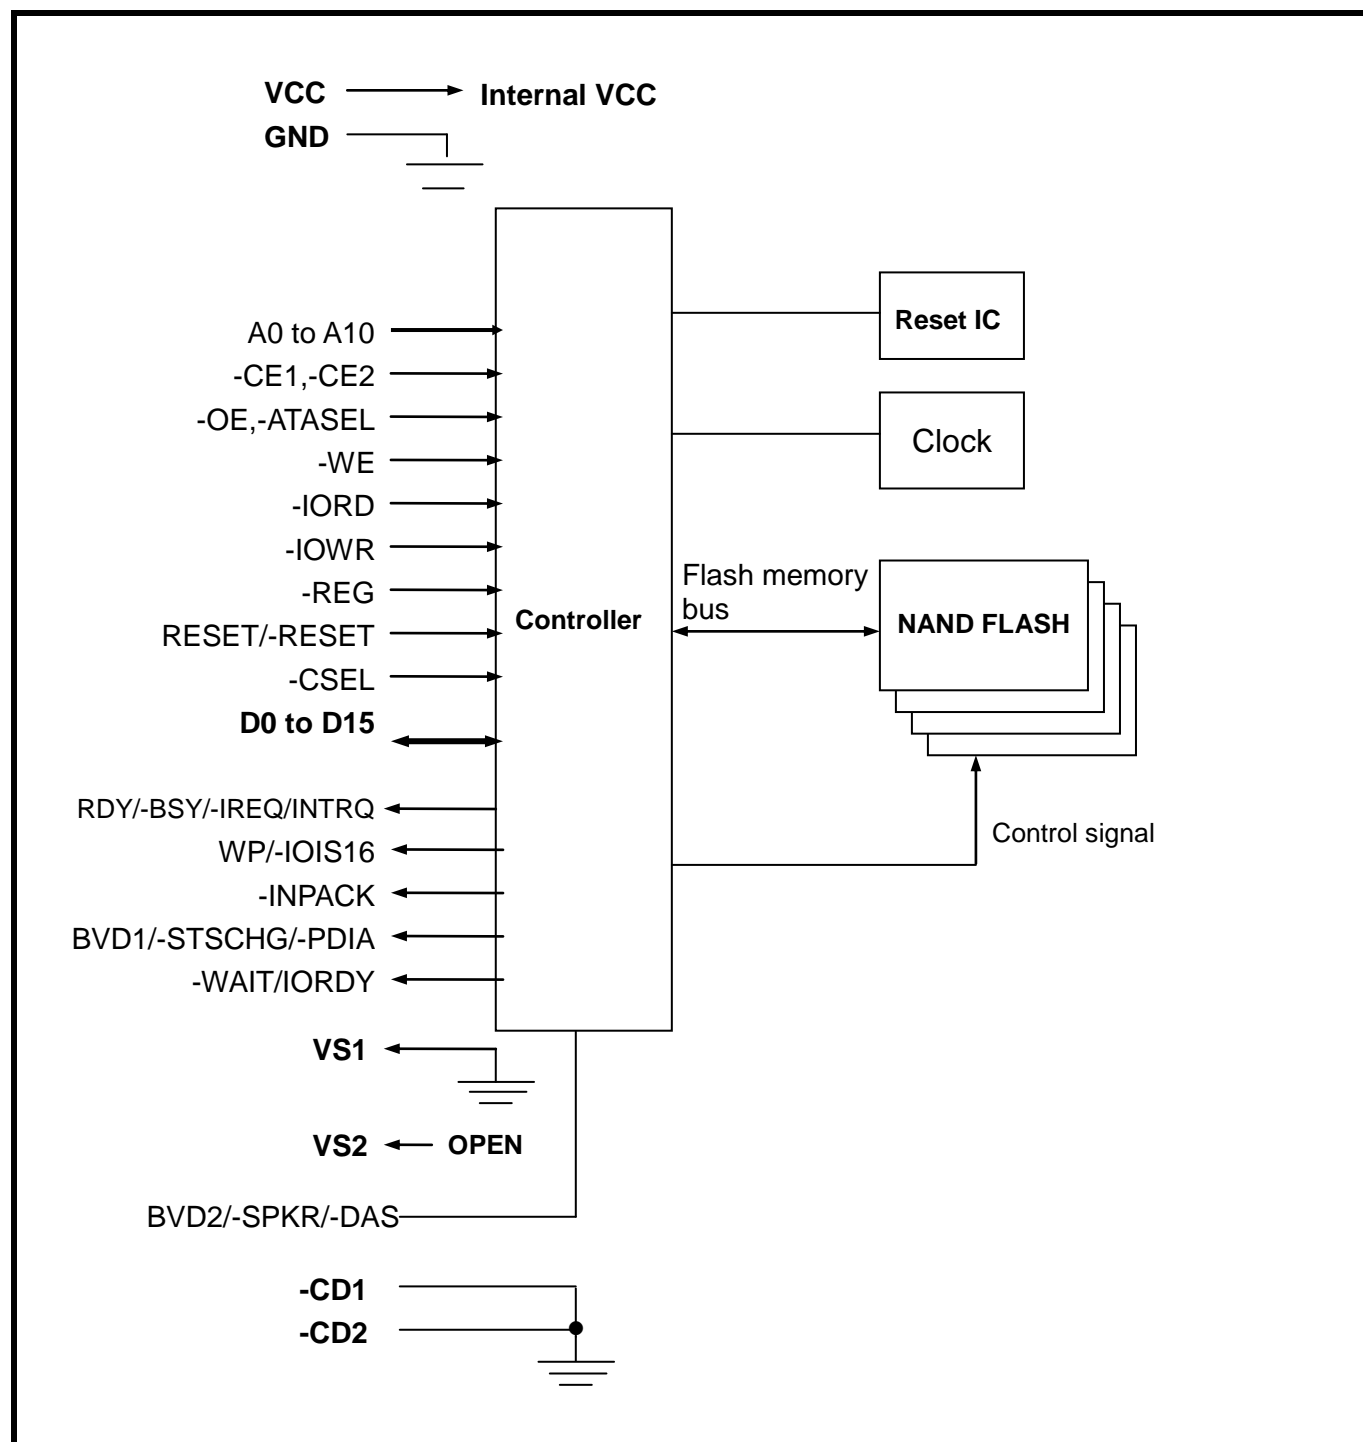 VCC
Internal VCC
GND
A0 to A10
-CE1,-CE2
-OE,-ATASEL
-WE
-IORD
-IOWR
-REG
RESET/-RESET
-CSEL
D0 to D15
RDY/-BSY/-IREQ/INTRQ
WP/-IOIS16
-INPACK
BVD1/-STSCHG/-PDIA
-WAIT/IORDY
Controller
Reset IC
Clock
Flash memory
bus
NAND FLASH
Control signal
VS1
VS2
OPEN
BVD2/-SPKR/-DAS
-CD1
-CD2